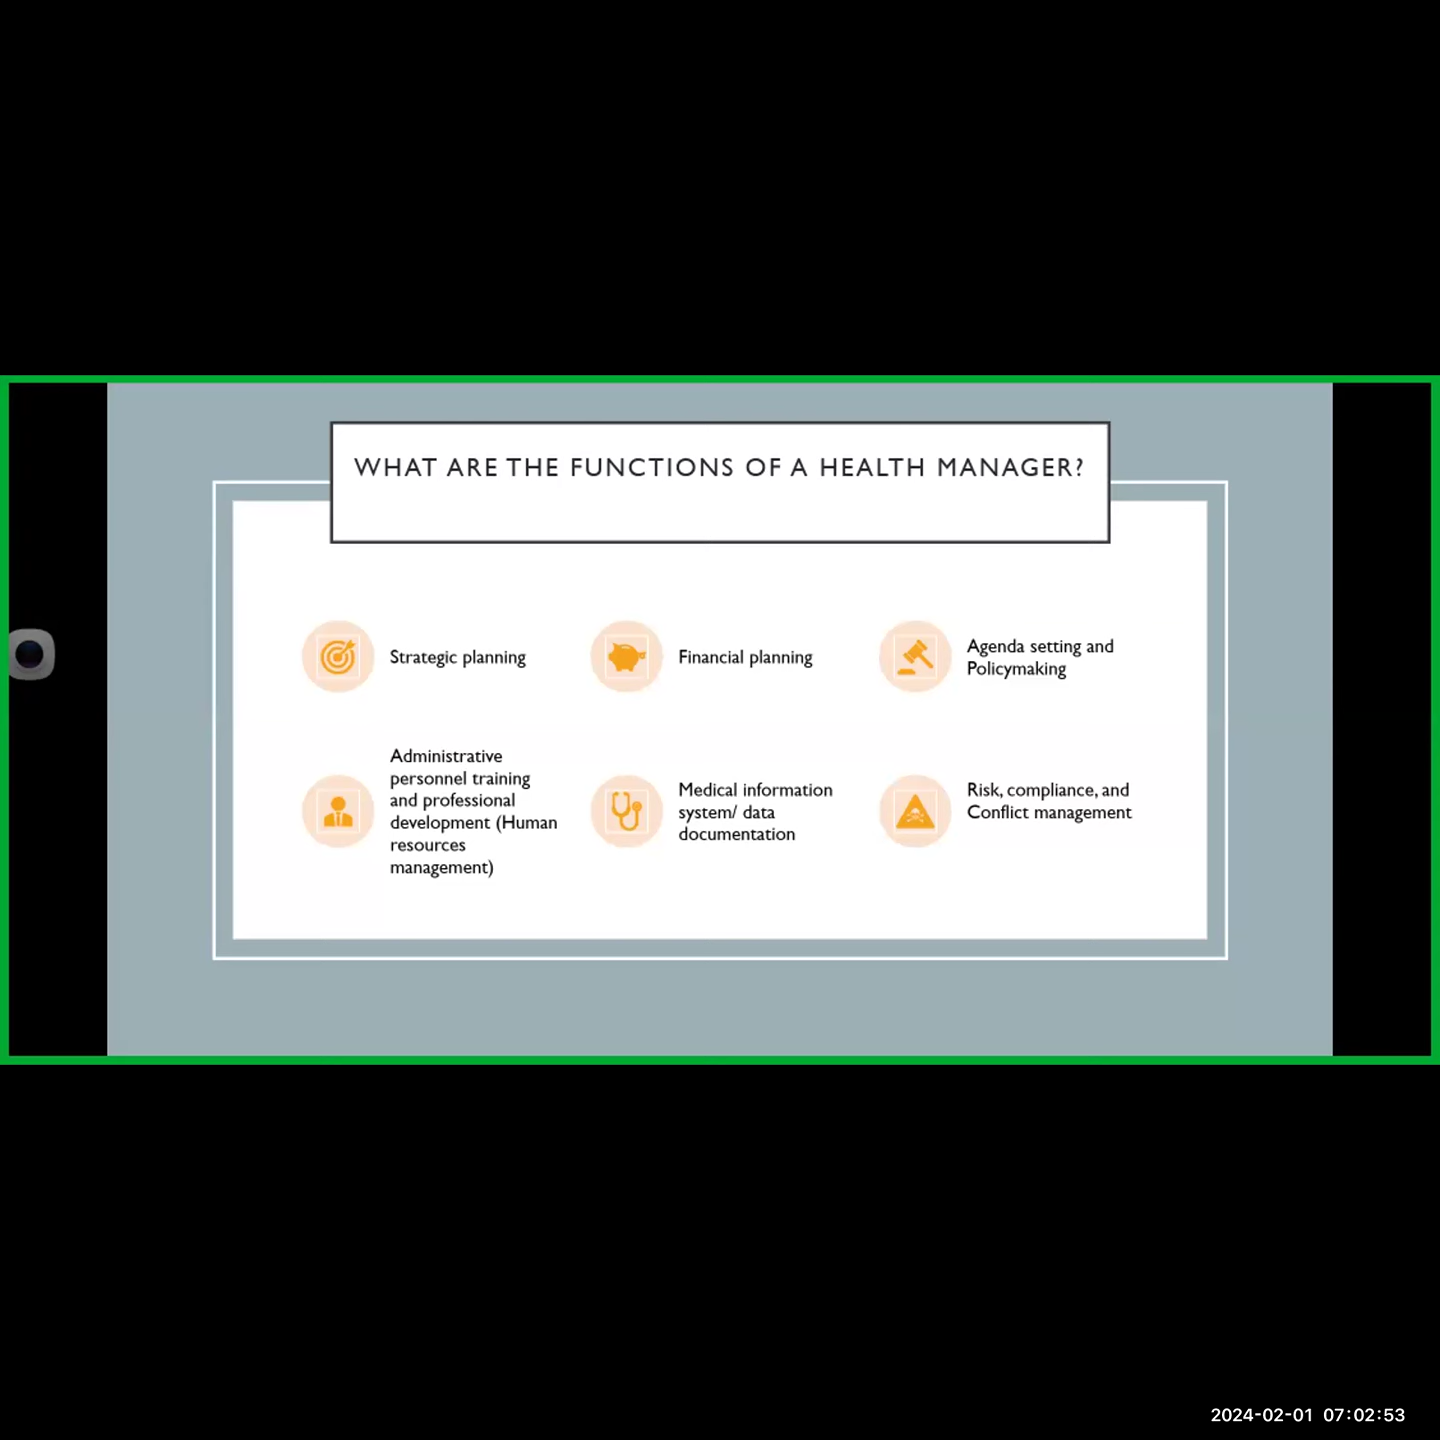 WHAT ARE THE FUNCTIONS OF A HEALTH MANAGER?
Strategic planning
Financial planning
Agenda setting and
Policymaking
Administrative
personnel training
and professional
development (Human
resources
management)
Medical information
system/ data
documentation
Risk, compliance, and
Conflict management
2024-02-01 07:02:53